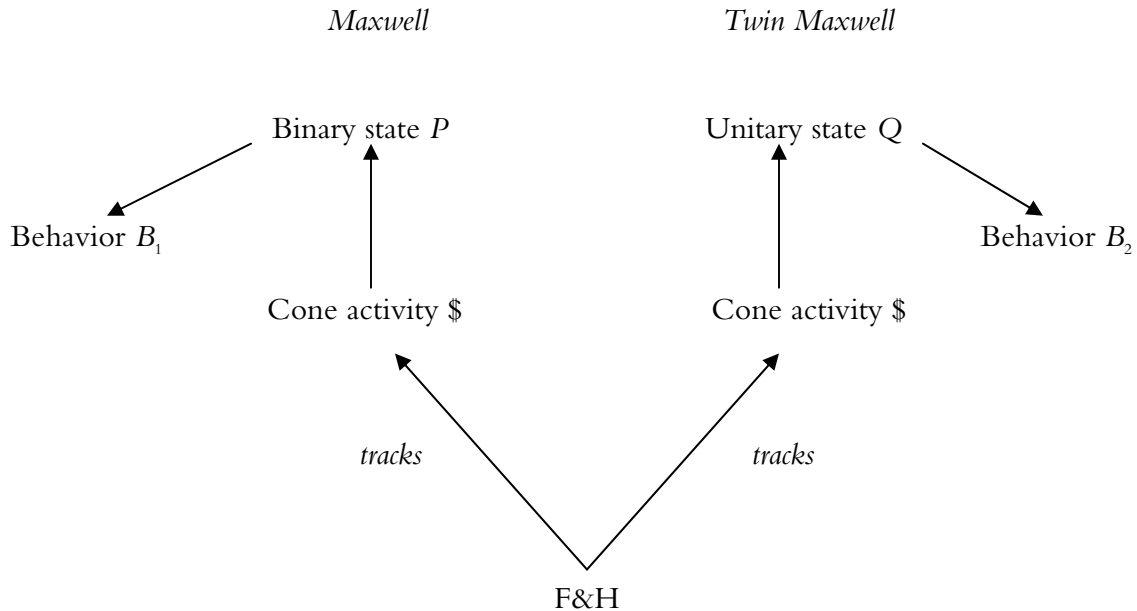 Maxwell Twin Maxwell
Binary state P Unitary state Q
Behavior B₁ Behavior B₂
Cone activity $ Cone activity $
tracks tracks
F&H